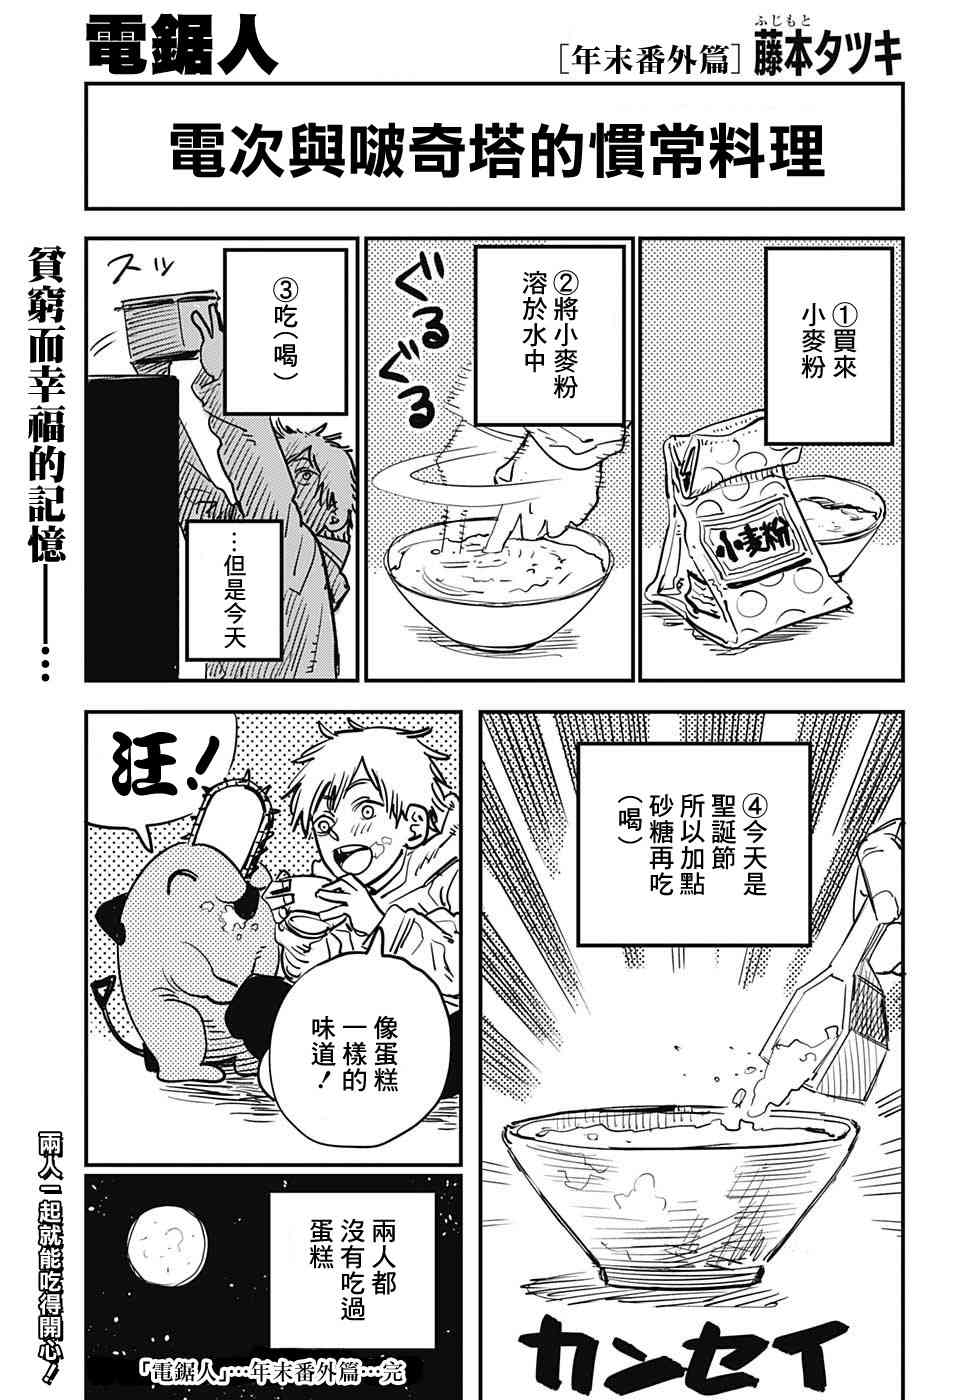 電鋸人
［年末番外篇］
ふじもと
藤本タツキ
電次與啵奇塔的慣常料理
貧窮而幸福的記憶──…
①買來
小麥粉
小麦粉
②將小麥粉
溶於水中
ぐるぐる
③吃(喝)
スッ
…但是今天
④今天是
聖誕節
所以加點
砂糖再吃
(喝)
カンセイ
汪！
像蛋糕
一樣的
味道！
兩人都
沒有吃過
蛋糕
兩人一起就能吃得開心！
「電鋸人」…年末番外篇…完